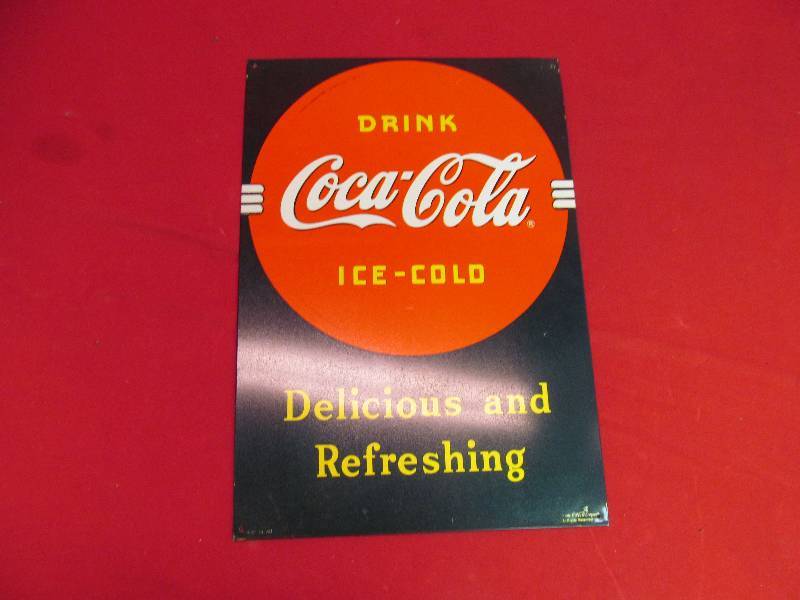 DRINK
Coca-Cola®
ICE-COLD
Delicious and
Refreshing